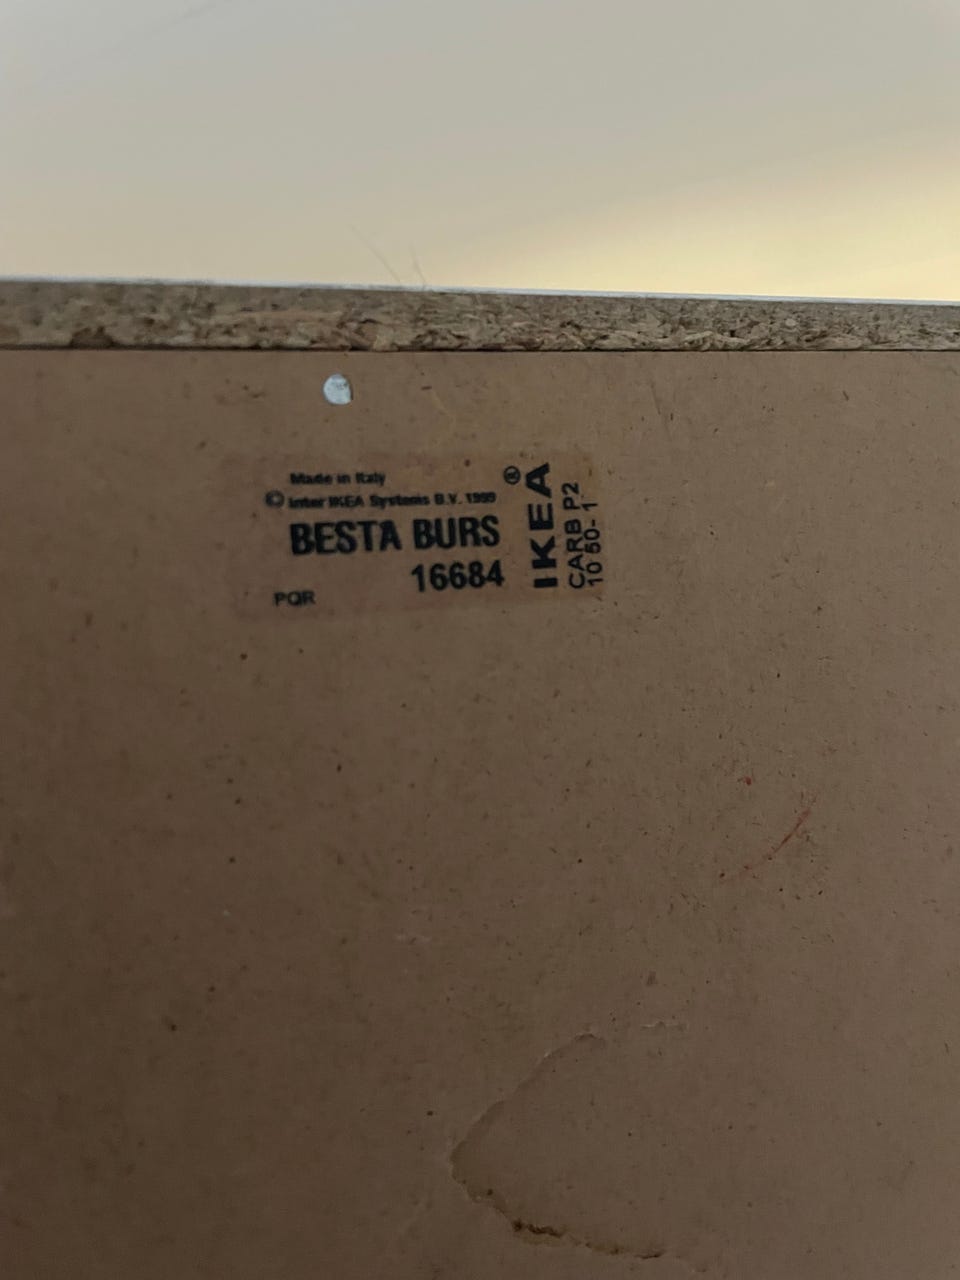 Made in Italy
© Inter IKEA Systems B.V. 1999
BESTA BURS
16684
PQR
IKEA®
CARB P2
10 50-1